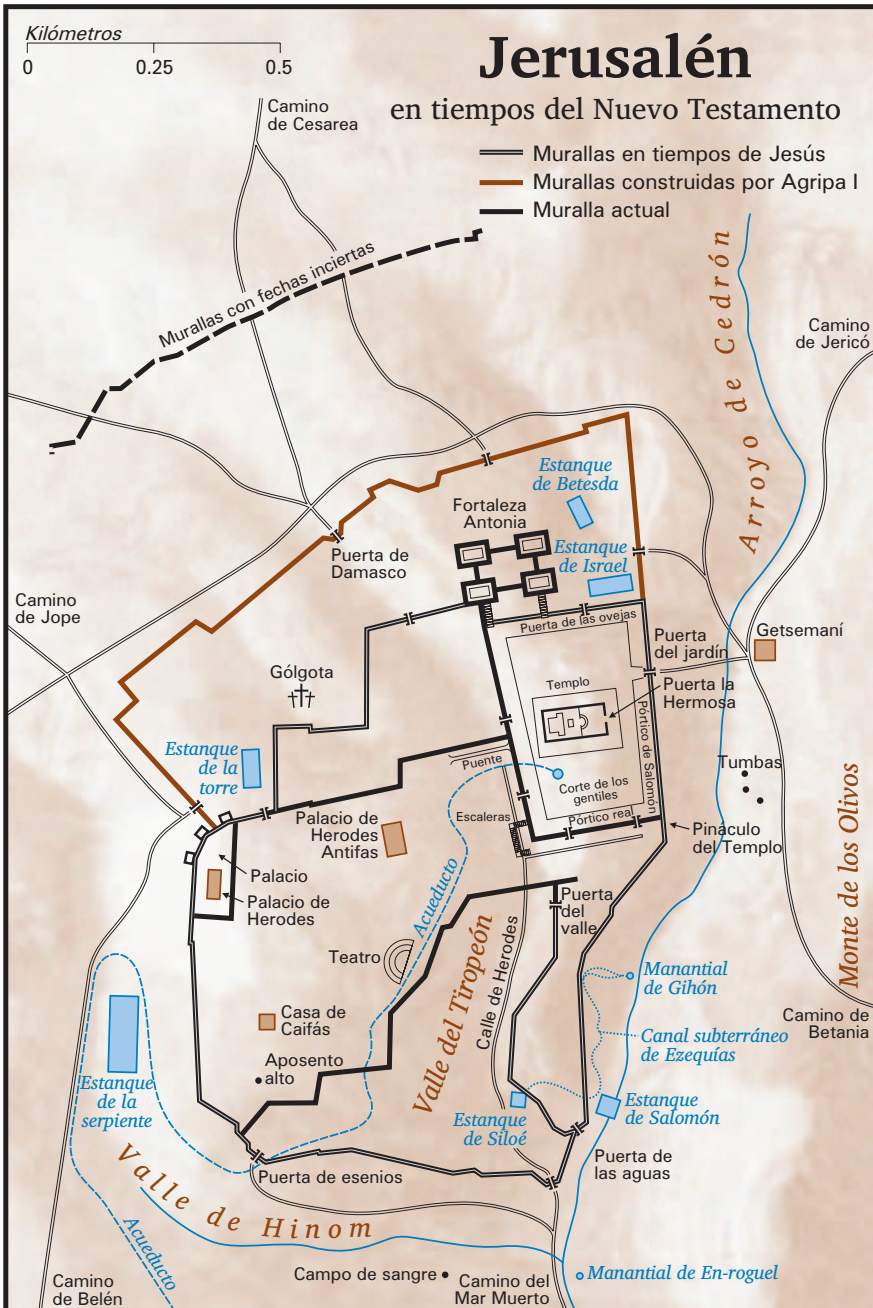 Kilómetros
0 0.25 0.5
Jerusalén
en tiempos del Nuevo Testamento
Murallas en tiempos de Jesús
Murallas construidas por Agripa I
Muralla actual
Camino
de Cesarea
Murallas con fechas inciertas
Arroyo de Cedrón
Camino
de Jericó
Estanque
de Betesda
Fortaleza
Antonia
Puerta de
Damasco
Estanque
de Israel
Camino
de Jope
Puerta de las ovejas
Puerta
del jardín
Getsemaní
Gólgota
Templo
Puerta la
Hermosa
Pórtico de Salomón
Estanque
de la
torre
Puente
Corte de los
gentiles
Tumbas
Palacio de
Herodes
Antifas
Escaleras
Pórtico real
Pináculo
del Templo
Monte de los Olivos
Palacio
Palacio de
Herodes
Acueducto
Puerta
del
valle
Teatro
Valle del Tiropeón
Calle de Herodes
Manantial
de Gihón
Casa de
Caifás
Camino de
Betania
Canal subterráneo
de Ezequías
Aposento
alto
Estanque
de la
serpiente
Estanque
de Siloé
Estanque
de Salomón
Puerta de
las aguas
Puerta de esenios
Valle de Hinom
Acueducto
Camino
de Belén
Campo de sangre
Camino del
Mar Muerto
Manantial de En-roguel